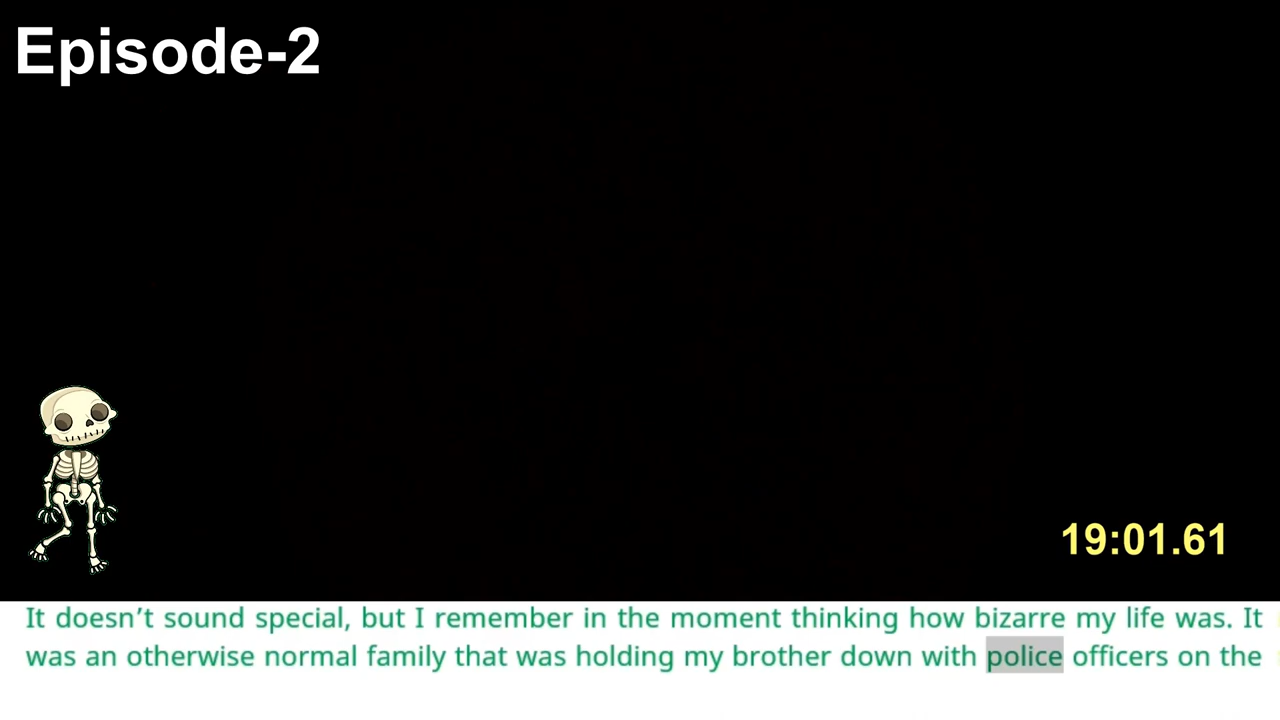 Episode-2
19:01.61
It doesn’t sound special, but I remember in the moment thinking how bizarre my life was. It
was an otherwise normal family that was holding my brother down with police officers on the